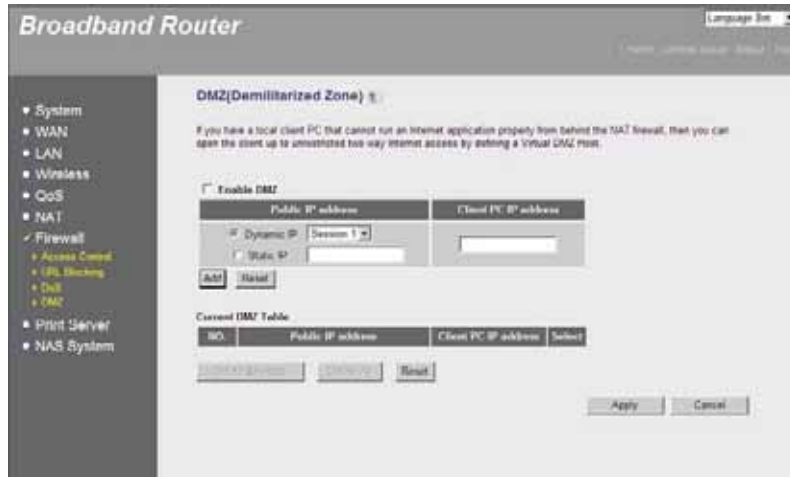 Broadband Router
Language
DMZ(Demilitarized Zone)
System
WAN
LAN
Wireless
QoS
NAT
Firewall
Access Control
URL Blocking
DoS
DMZ
Print Server
NAS System
If you have a local client PC that cannot run an Internet application properly from behind the NAT firewall, then you can
open the client up to unrestricted two way Internet access by defining a Virtual DMZ Host.
Enable DMZ
Public IP address Client PC IP address
Dynamic IP Session 1
Static IP
Add Reset
Current DMZ Table
NO. Public IP address Client PC IP address Select
Reset
Apply Cancel